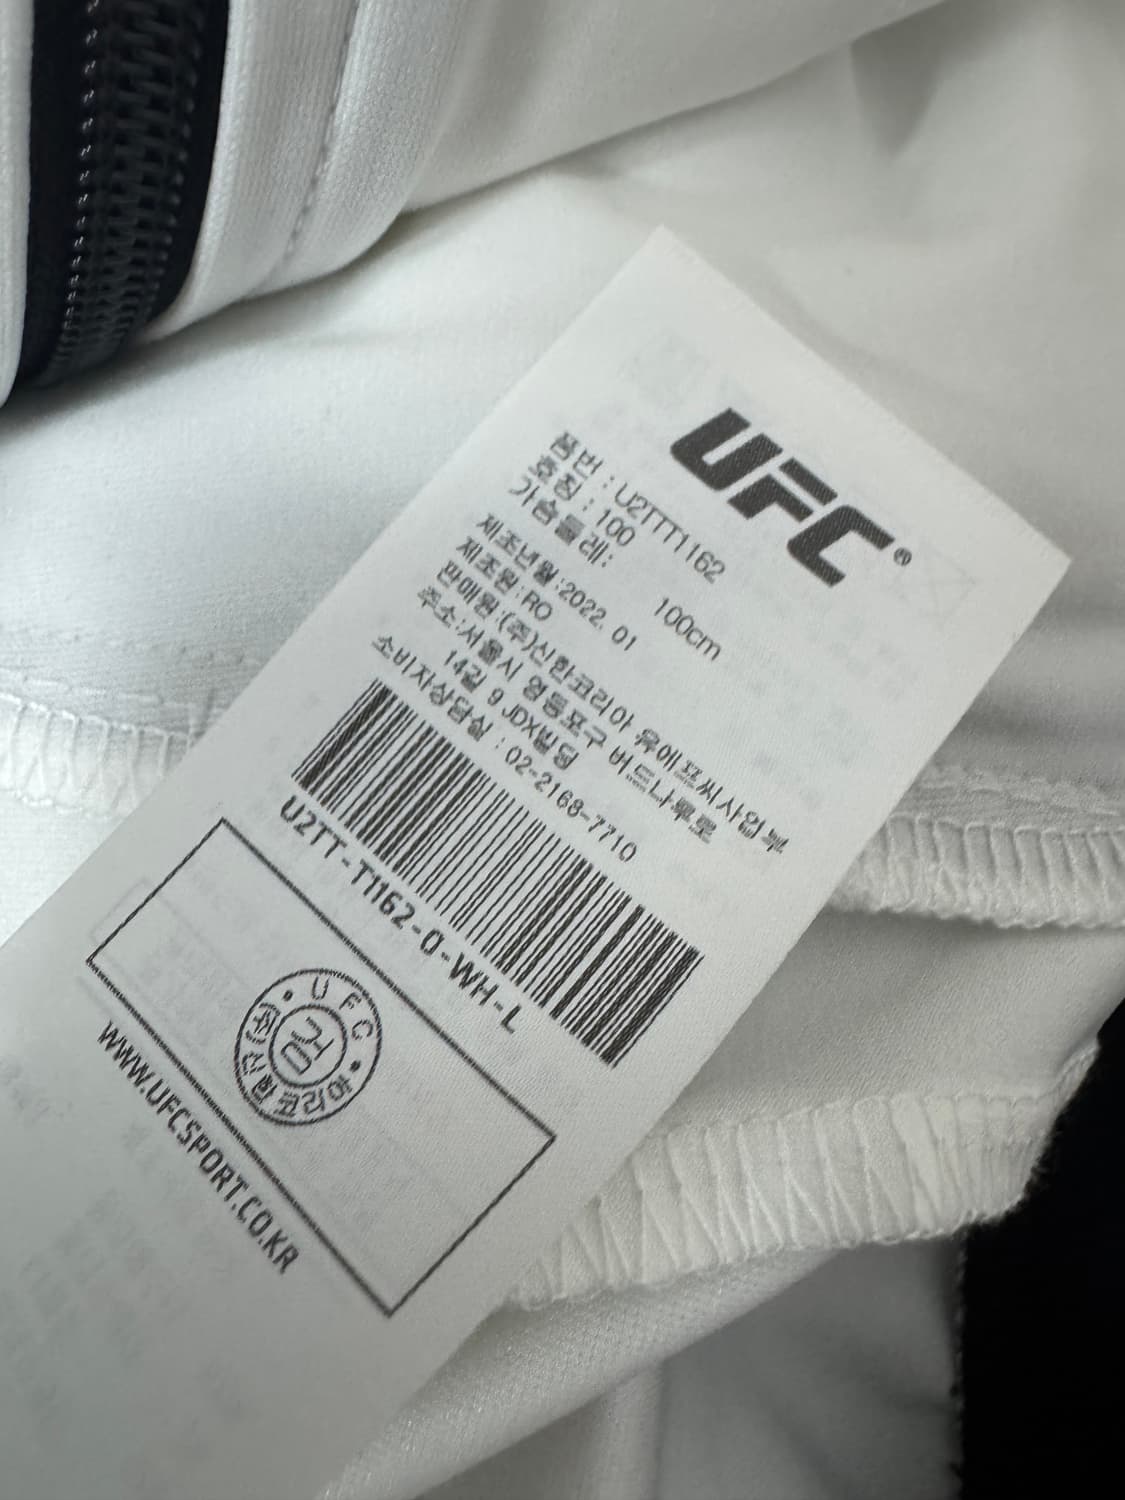 UFC®
품번 : U2TTT1162
호칭 : 100
가슴둘레: 100cm
제조년월:2022. 01
제조원:RO
판매원:(주)신한코리아 유에프씨사업부
주소:서울시 영등포구 버드나루로
14길 9 JDX빌딩
소비자상담실 : 02-2168-7710
U2TT-T1162-0-WH-L
UFC
검
(주)신한코리아
WWW.UFCSPORT.CO.KR